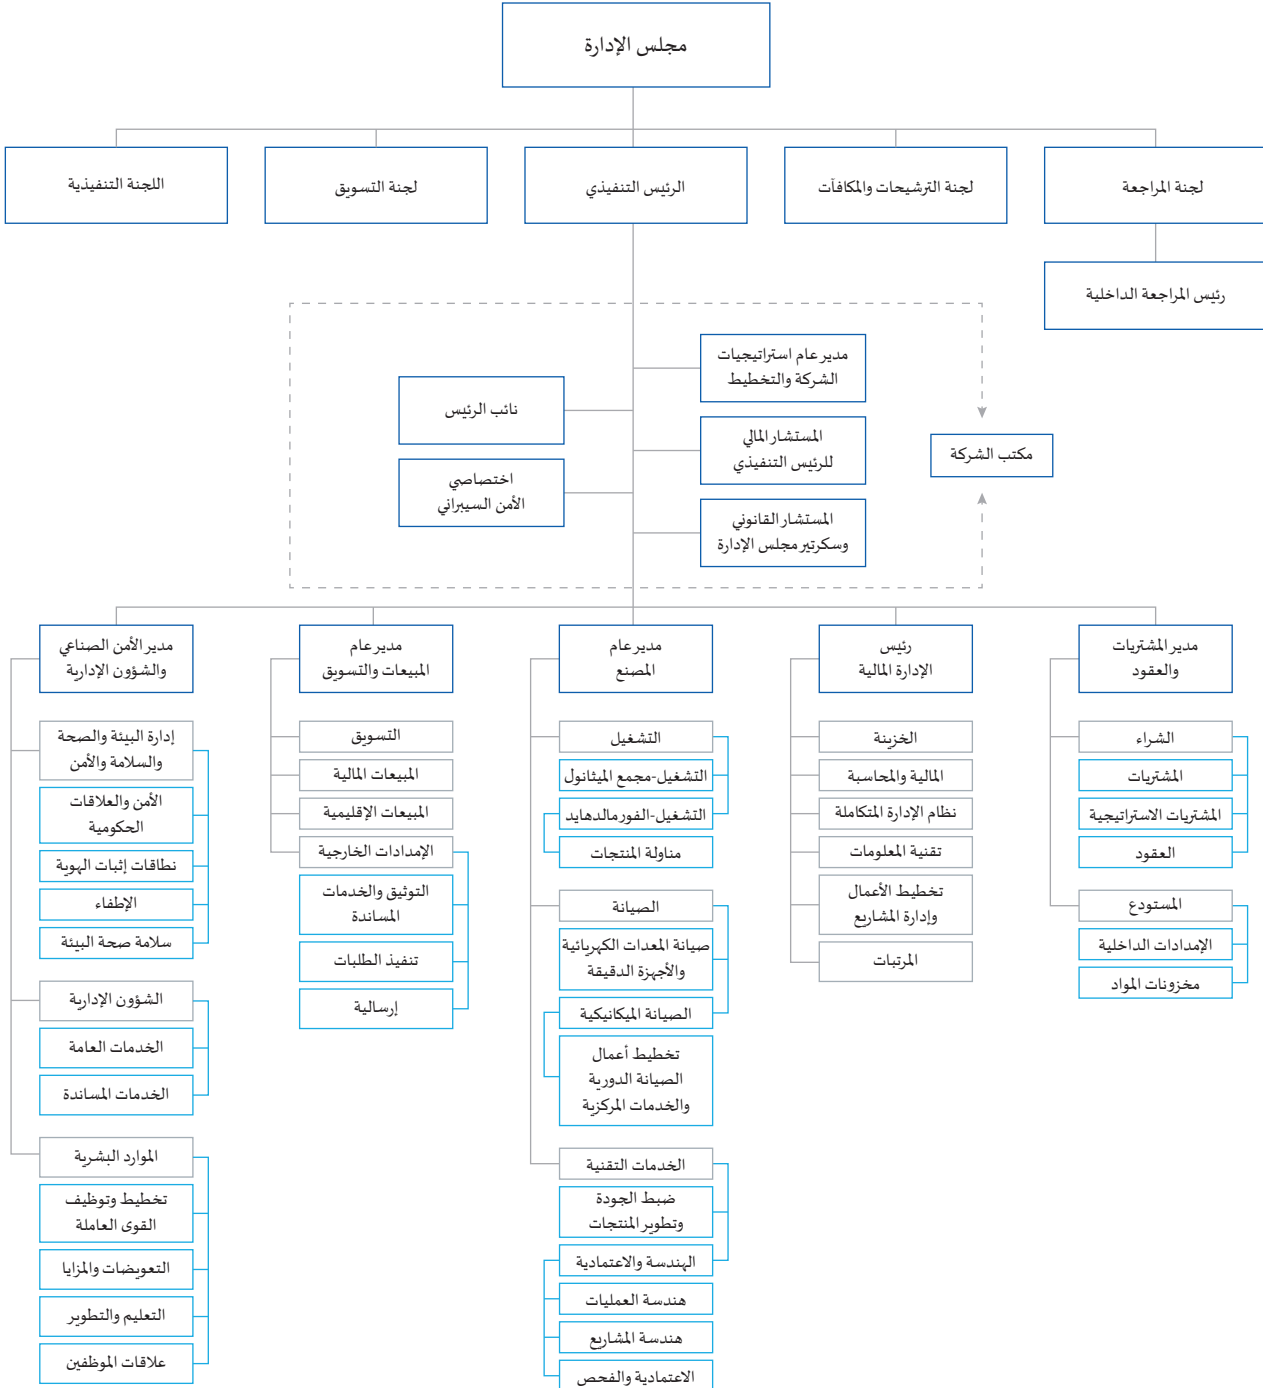 مجلس الإدارة
لجنة المراجعة
لجنة الترشيحات والمكافآت
الرئيس التنفيذي
لجنة التسويق
اللجنة التنفيذية
رئيس المراجعة الداخلية
مدير عام استراتيجيات
الشركة والتخطيط
نائب الرئيس
المستشار المالي
للرئيس التنفيذي
مكتب الشركة
اختصاصي
الأمن السيبراني
المستشار القانوني
وسكرتير مجلس الإدارة
مدير المشتريات
والعقود
الشراء
المشتريات
المشتريات الاستراتيجية
العقود
المستودع
الإمدادات الداخلية
مخزونات المواد
رئيس
الإدارة المالية
الخزينة
المالية والمحاسبة
نظام الإدارة المتكاملة
تقنية المعلومات
تخطيط الأعمال
وإدارة المشاريع
المرتبات
مدير عام
المصنع
التشغيل
التشغيل-مجمع الميثانول
التشغيل-الفورمالدهايد
مناولة المنتجات
الصيانة
صيانة المعدات الكهربائية
والأجهزة الدقيقة
الصيانة الميكانيكية
تخطيط أعمال
الصيانة الدورية
والخدمات المركزية
الخدمات التقنية
ضبط الجودة
وتطوير المنتجات
الهندسة والاعتمادية
هندسة العمليات
هندسة المشاريع
الاعتمادية والفحص
مدير عام
المبيعات والتسويق
التسويق
المبيعات المالية
المبيعات الإقليمية
الإمدادات الخارجية
التوثيق والخدمات
المساندة
تنفيذ الطلبات
إرسالية
مدير الأمن الصناعي
والشؤون الإدارية
إدارة البيئة والصحة
والسلامة والأمن
الأمن والعلاقات
الحكومية
نطاقات إثبات الهوية
الإطفاء
سلامة صحة البيئة
الشؤون الإدارية
الخدمات العامة
الخدمات المساندة
الموارد البشرية
تخطيط وتوظيف
القوى العاملة
التعويضات والمزايا
التعليم والتطوير
علاقات الموظفين